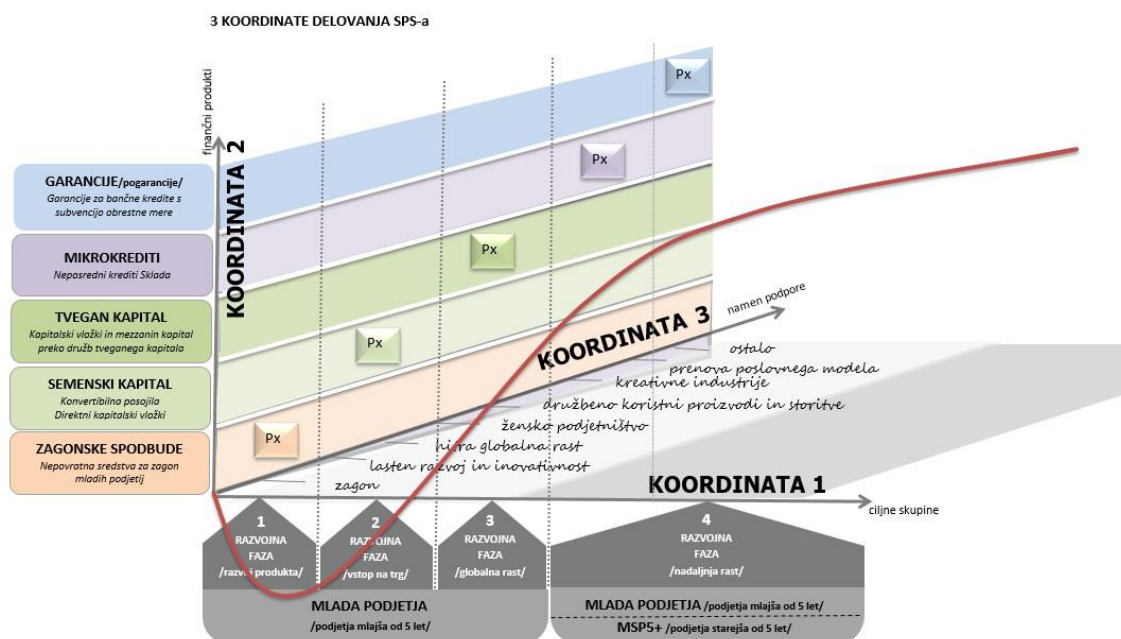 3 KOORDINATE DELOVANJA SPS-a
finančni produkti
KOORDINATA 2
GARANCIJE/pogarancije/
Garancije za bančne kredite s
subvencijo obrestne mere
MIKROKREDITI
Neposredni krediti Sklada
TVEGAN KAPITAL
Kapitalski vložki in mezzanin kapital
preko družb tveganega kapitala
SEMENSKI KAPITAL
Konvertibilna posojila
Direktni kapitalski vložki
ZAGONSKE SPODBUDE
Nepovratna sredstva za zagon
mladih podjetij
Px
Px
Px
Px
Px
namen podpore
KOORDINATA 3
ostalo
prenova poslovnega modela
kreativne industrije
družbeno koristni proizvodi in storitve
žensko podjetništvo
hitra globalna rast
lasten razvoj in inovativnost
zagon
KOORDINATA 1
ciljne skupine
1
RAZVOJNA
FAZA
/razvoj produkta/
2
RAZVOJNA
FAZA
/vstop na trg/
3
RAZVOJNA
FAZA
/globalna rast/
4
RAZVOJNA
FAZA
/nadaljnja rast/
MLADA PODJETJA
/podjetja mlajša od 5 let/
MLADA PODJETJA /podjetja mlajša od 5 let/
MSP5+ /podjetja starejša od 5 let/